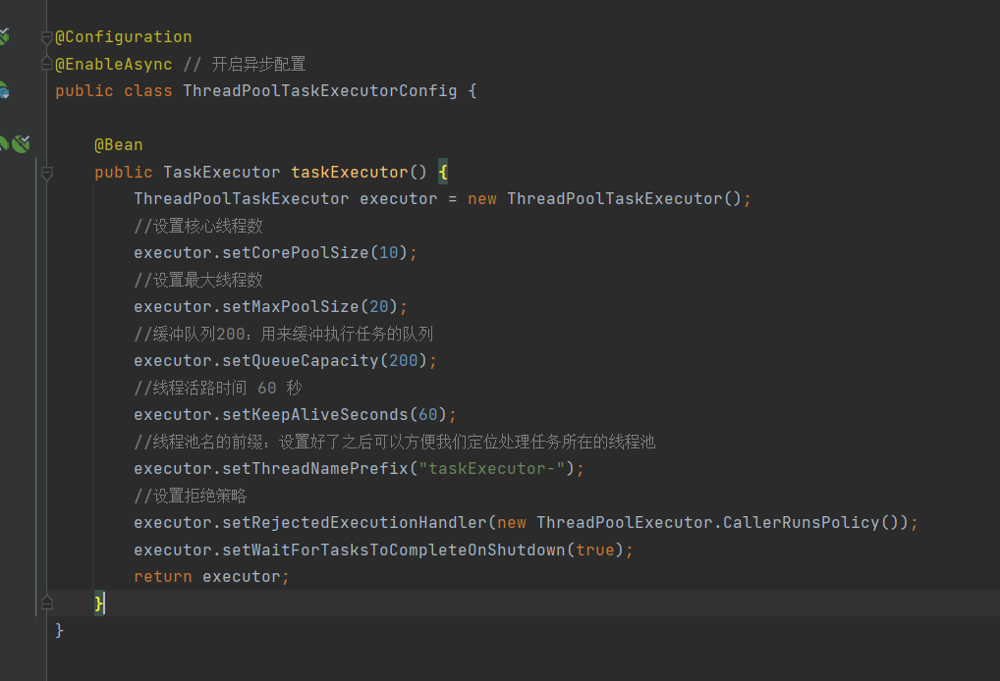 @Configuration
@EnableAsync // 开启异步配置
public class ThreadPoolTaskExecutorConfig {
@Bean
public TaskExecutor taskExecutor() {
ThreadPoolTaskExecutor executor = new ThreadPoolTaskExecutor();
//设置核心线程数
executor.setCorePoolSize(10);
//设置最大线程数
executor.setMaxPoolSize(20);
//缓冲队列200：用来缓冲执行任务的队列
executor.setQueueCapacity(200);
//线程活路时间 60 秒
executor.setKeepAliveSeconds(60);
//线程池名的前缀：设置好了之后可以方便我们定位处理任务所在的线程池
executor.setThreadNamePrefix("taskExecutor-");
//设置拒绝策略
executor.setRejectedExecutionHandler(new ThreadPoolExecutor.CallerRunsPolicy());
executor.setWaitForTasksToCompleteOnShutdown(true);
return executor;
}
}